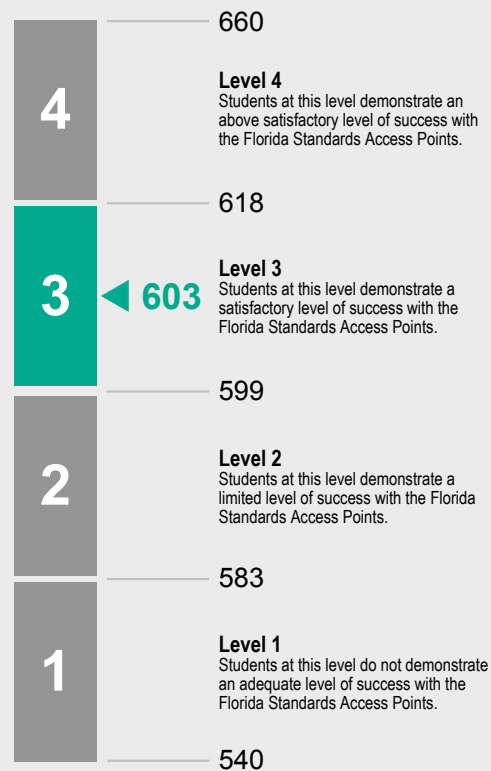 660
4
Level 4
Students at this level demonstrate an
above satisfactory level of success with
the Florida Standards Access Points.
618
3
603
Level 3
Students at this level demonstrate a
satisfactory level of success with the
Florida Standards Access Points.
599
2
Level 2
Students at this level demonstrate a
limited level of success with the Florida
Standards Access Points.
583
1
Level 1
Students at this level do not demonstrate
an adequate level of success with the
Florida Standards Access Points.
540